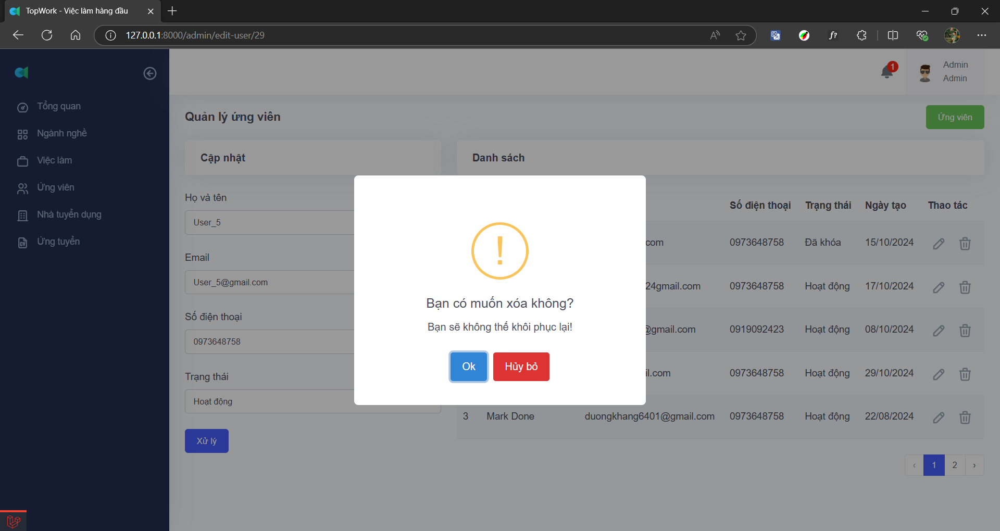 TopWork - Việc làm hàng đầu
127.0.0.1:8000/admin/edit-user/29
1
Admin
Admin
Tổng quan
Ngành nghề
Việc làm
Ứng viên
Nhà tuyển dụng
Ứng tuyển
Quản lý ứng viên
Ứng viên
Cập nhật
Họ và tên
User_5
Email
User_5@gmail.com
Số điện thoại
0973648758
Trạng thái
Hoạt động
Xử lý
Danh sách
Số điện thoại Trạng thái Ngày tạo Thao tác
com 0973648758 Đã khóa 15/10/2024
24gmail.com 0973648758 Hoạt động 17/10/2024
@gmail.com 0919092423 Hoạt động 08/10/2024
il.com 0973648758 Hoạt động 29/10/2024
3 Mark Done duongkhang6401@gmail.com 0973648758 Hoạt động 22/08/2024
‹ 1 2 ›
!
Bạn có muốn xóa không?
Bạn sẽ không thể khôi phục lại!
Ok
Hủy bỏ